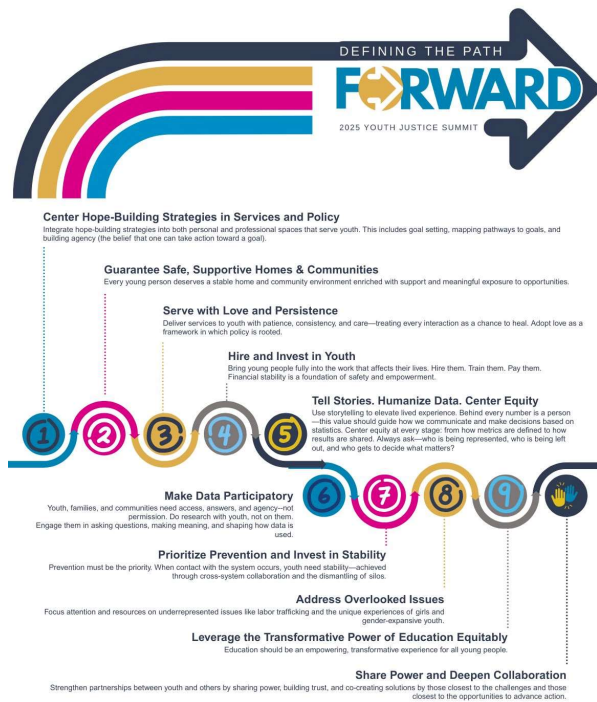 DEFINING THE PATH
FORWARD
2025 YOUTH JUSTICE SUMMIT
Center Hope-Building Strategies in Services and Policy
Integrate hope-building strategies into both personal and professional spaces that serve youth. This includes goal setting, mapping pathways to goals, and
building agency (the belief that one can take action toward a goal).
Guarantee Safe, Supportive Homes & Communities
Every young person deserves a stable home and community environment enriched with support and meaningful exposure to opportunities.
Serve with Love and Persistence
Deliver services to youth with patience, consistency, and care—treating every interaction as a chance to heal. Adopt love as a
framework in which policy is rooted.
Hire and Invest in Youth
Bring young people fully into the work that affects their lives. Hire them. Train them. Pay them.
Financial stability is a foundation of safety and empowerment.
Tell Stories. Humanize Data. Center Equity
Use storytelling to elevate lived experience. Behind every number is a person
—this value should guide how we communicate and make decisions based on
statistics. Center equity at every stage: from how metrics are defined to how
results are shared. Always ask—who is being represented, who is being left
out, and who gets to decide what matters?
1
2
3
4
5
6
7
8
9
Make Data Participatory
Youth, families, and communities need access, answers, and agency—not
permission. Do research with youth, not on them.
Engage them in asking questions, making meaning, and shaping how data is
used.
Prioritize Prevention and Invest in Stability
Prevention must be the priority. When contact with the system occurs, youth need stability—achieved
through cross-system collaboration and the dismantling of silos.
Address Overlooked Issues
Focus attention and resources on underrepresented issues like labor trafficking and the unique experiences of girls and
gender-expansive youth.
Leverage the Transformative Power of Education Equitably
Education should be an empowering, transformative experience for all young people.
Share Power and Deepen Collaboration
Strengthen partnerships between youth and others by sharing power, building trust, and co-creating solutions by those closest to the challenges and those
closest to the opportunities to advance action.